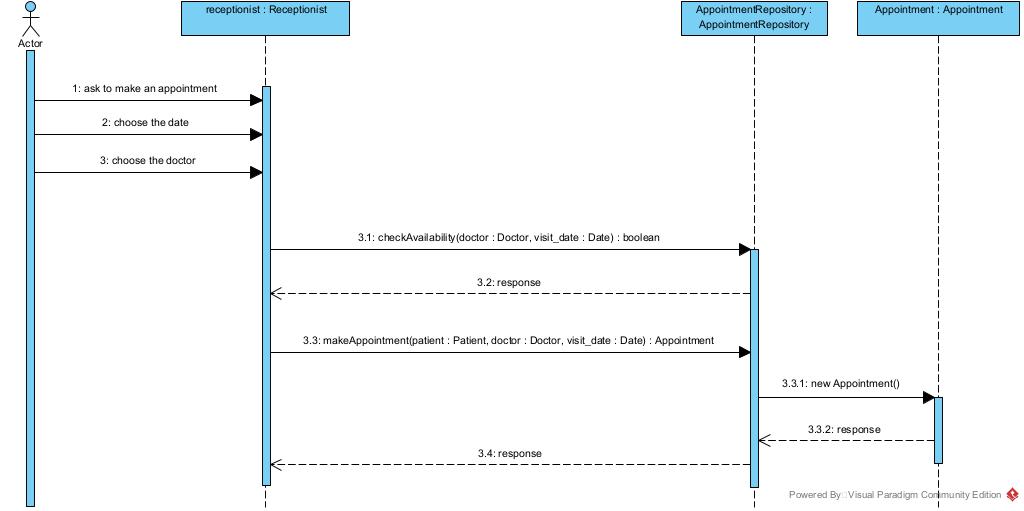 receptionist : Receptionist
AppointmentRepository :
AppointmentRepository
Appointment : Appointment
Actor
1: ask to make an appointment
2: choose the date
3: choose the doctor
3.1: checkAvailability(doctor : Doctor, visit_date : Date) : boolean
3.2: response
3.3: makeAppointment(patient : Patient, doctor : Doctor, visit_date : Date) : Appointment
3.3.1: new Appointment()
3.3.2: response
3.4: response
Powered By Visual Paradigm Community Edition